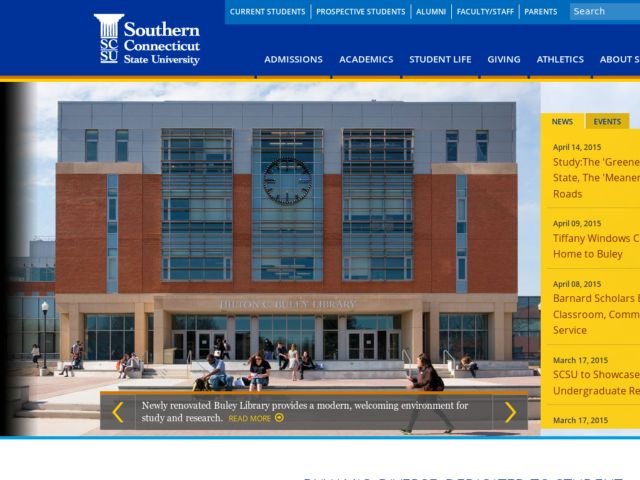 CURRENT STUDENTS PROSPECTIVE STUDENTS ALUMNI FACULTY/STAFF PARENTS Search
SC
SU
Southern
Connecticut
State University
ADMISSIONS ACADEMICS STUDENT LIFE GIVING ATHLETICS ABOUT S
HILTON C. BULEY LIBRARY
Newly renovated Buley Library provides a modern, welcoming environment for
study and research. READ MORE
NEWS EVENTS
April 14, 2015
Study:The 'Greene
State, The 'Meaner
Roads
April 09, 2015
Tiffany Windows C
Home to Buley
April 08, 2015
Barnard Scholars E
Classroom, Comm
Service
March 17, 2015
SCSU to Showcase
Undergraduate Re
March 17, 2015